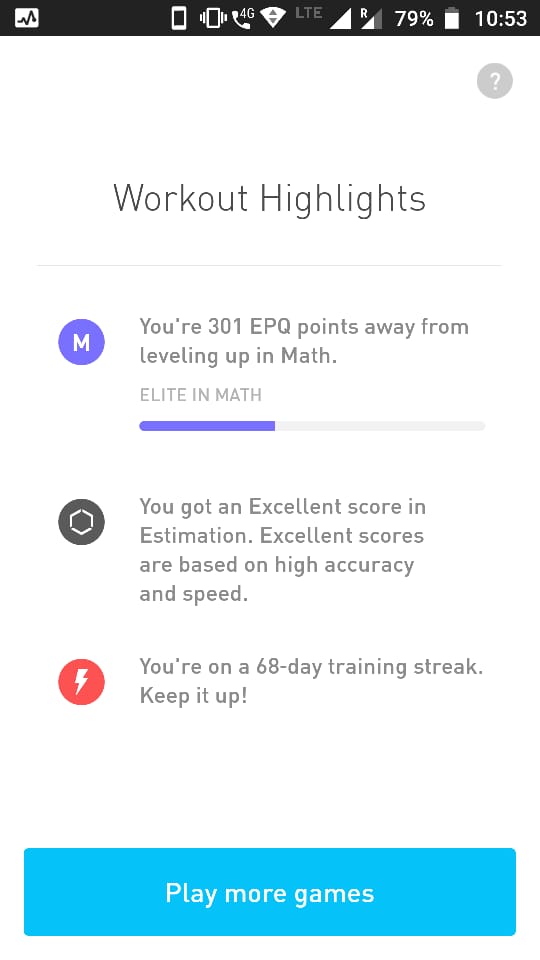 4G LTE R 79% 10:53
?
Workout Highlights
M
You're 301 EPQ points away from
leveling up in Math.
ELITE IN MATH
You got an Excellent score in
Estimation. Excellent scores
are based on high accuracy
and speed.
You're on a 68-day training streak.
Keep it up!
Play more games